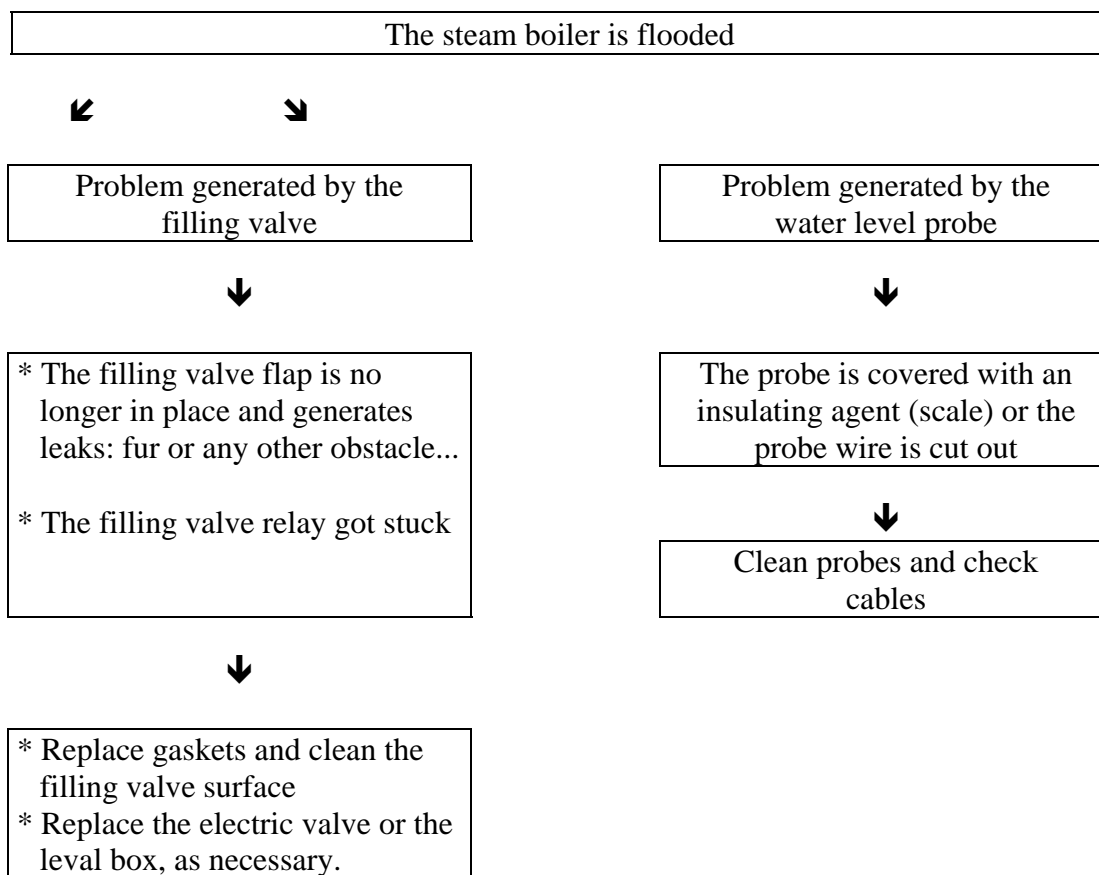 The steam boiler is flooded
Problem generated by the
filling valve
Problem generated by the
water level probe
* The filling valve flap is no
longer in place and generates
leaks: fur or any other obstacle...
* The filling valve relay got stuck
The probe is covered with an
insulating agent (scale) or the
probe wire is cut out
Clean probes and check
cables
* Replace gaskets and clean the
filling valve surface
* Replace the electric valve or the
leval box, as necessary.